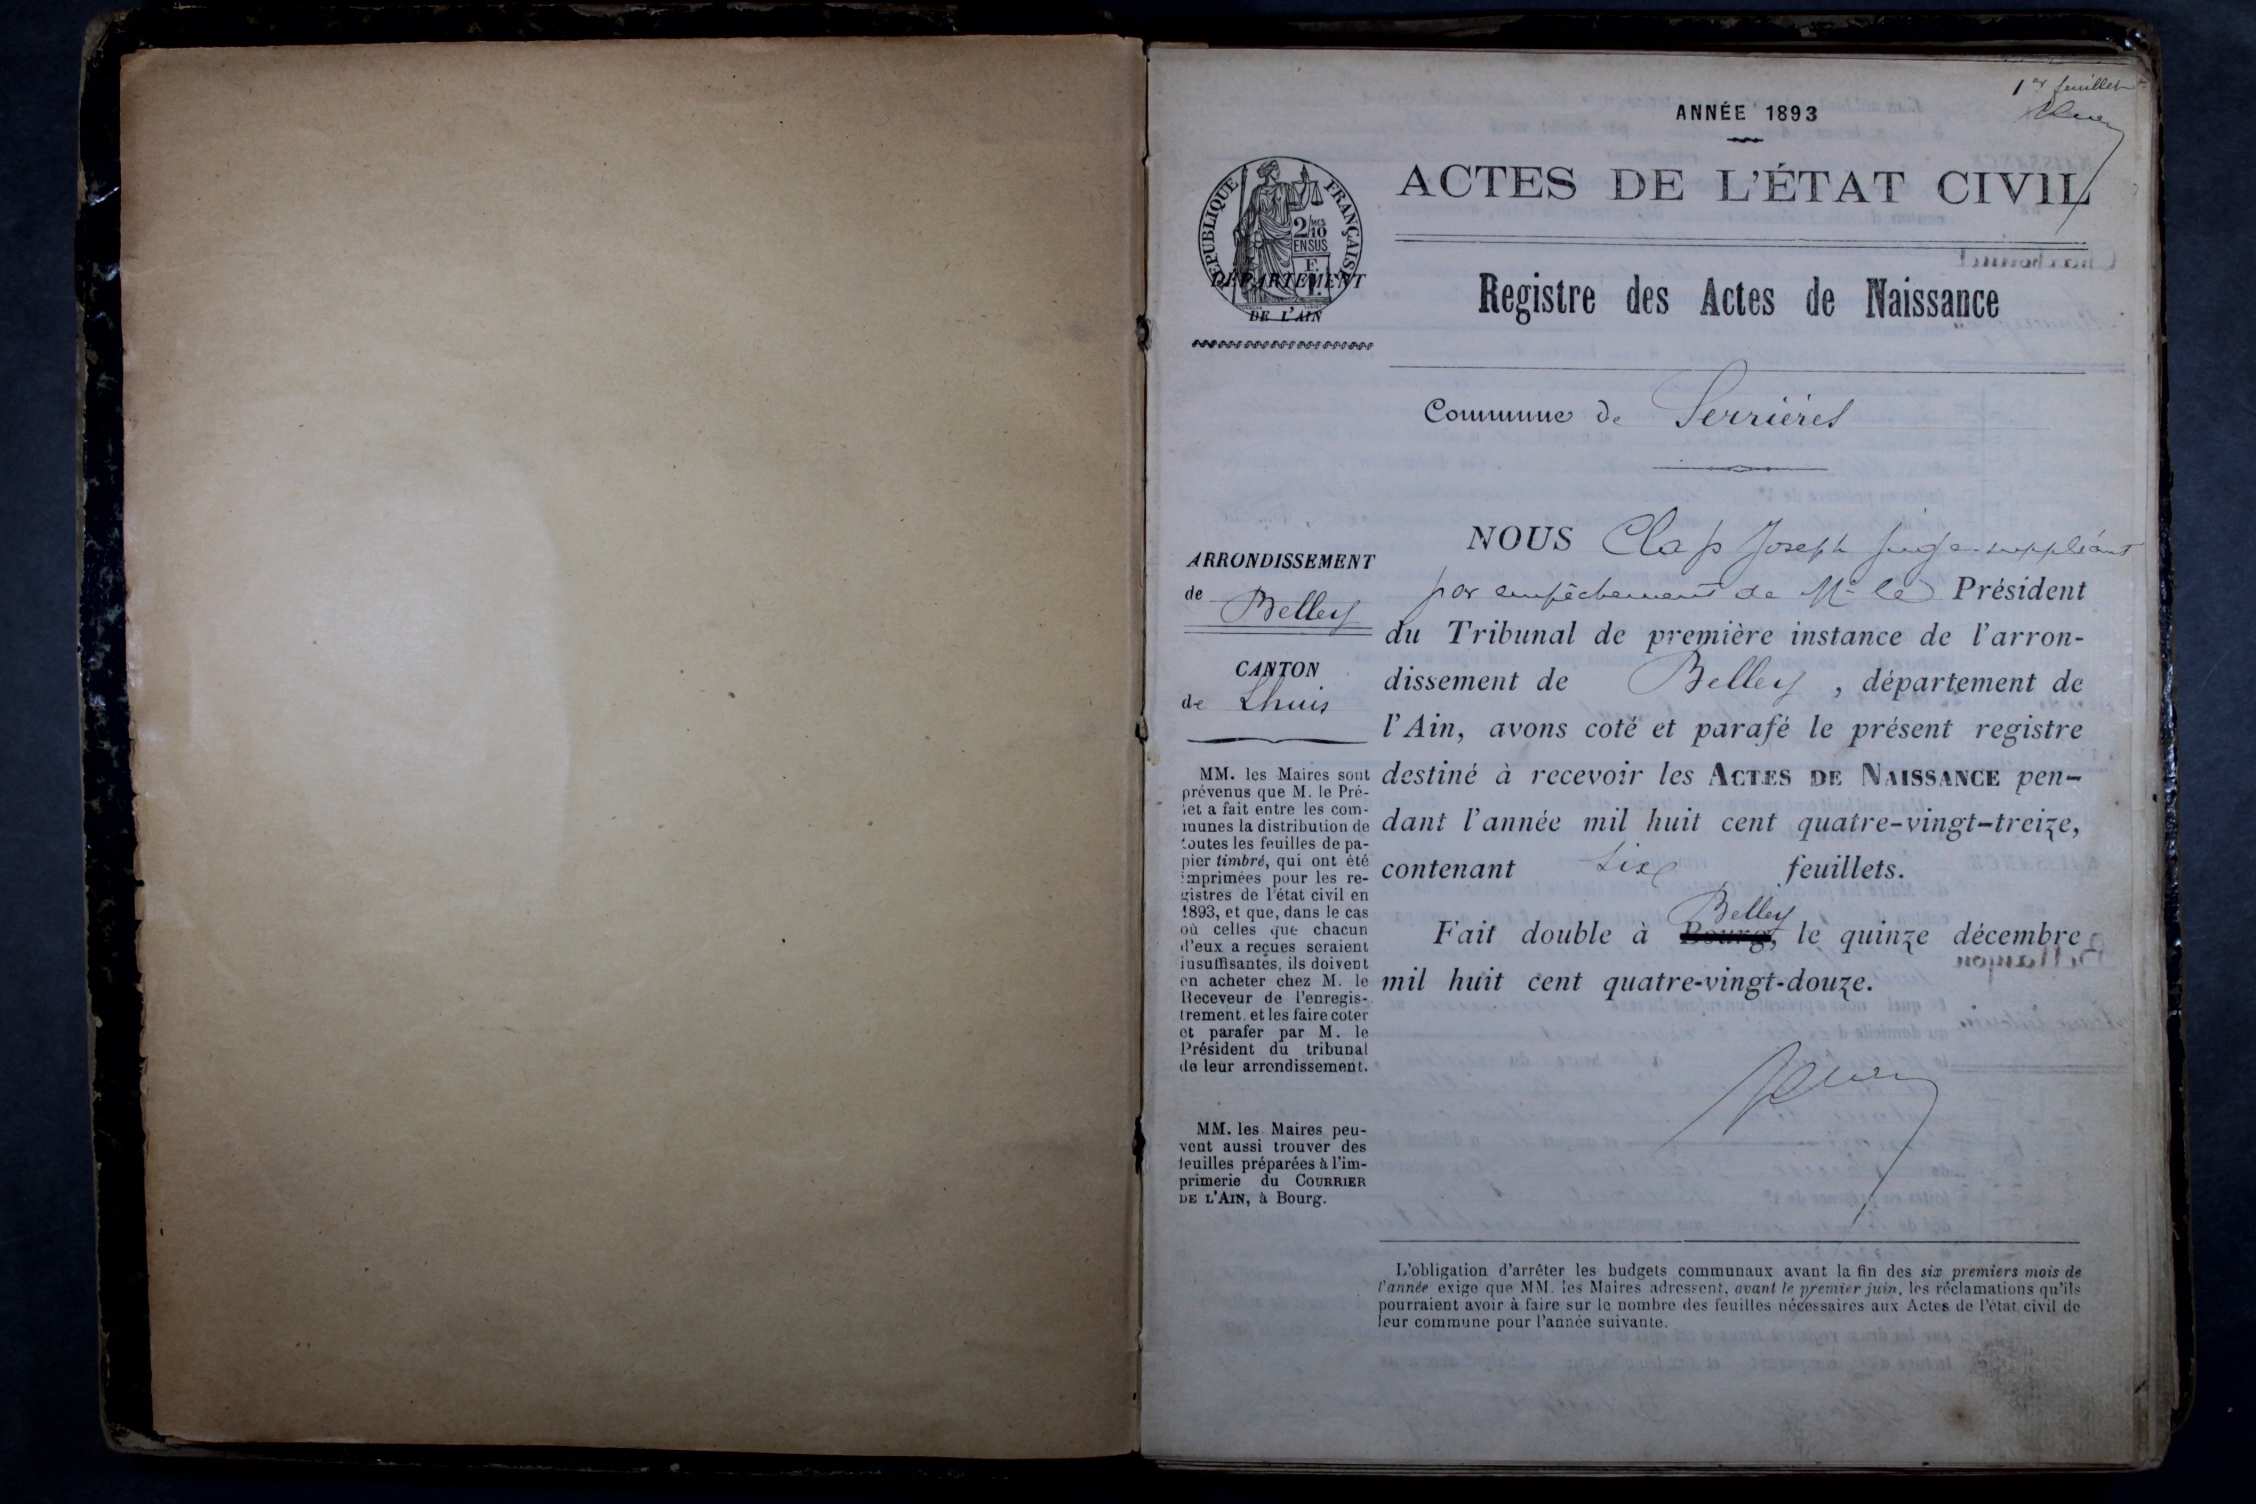 1er feuillet
ANNÉE 1893
ACTES DE L'ÉTAT CIVIL
RÉPUBLIQUE FRANÇAISE
2/10 EN SUS
DÉPARTEMENT
DE L'AIN
Registre des Actes de Naissance
Commune de Serrières
ARRONDISSEMENT
de Belley
CANTON
de Lhuis
MM. les Maires sont
prévenus que M. le Pré-
fet a fait entre les com-
munes la distribution de
toutes les feuilles de pa-
pier timbré, qui ont été
imprimées pour les re-
gistres de l'état civil en
1893, et que, dans le cas
où celles que chacun
d'eux a reçues seraient
insuffisantes, ils doivent
en acheter chez M. le
Receveur de l'enregis-
trement, et les faire coter
et parafer par M. le
Président du tribunal
de leur arrondissement.
MM. les Maires peu-
vent aussi trouver des
feuilles préparées à l'im-
primerie du COURRIER
DE L'AIN, à Bourg.
NOUS Clap Joseph juge suppléant
par empêchement de Mr le Président
du Tribunal de première instance de l'arron-
dissement de Belley, département de
l'Ain, avons coté et parafé le présent registre
destiné à recevoir les ACTES DE NAISSANCE pen-
dant l'année mil huit cent quatre-vingt-treize,
contenant six feuillets.
Belley
Fait double à Bourg, le quinze décembre
mil huit cent quatre-vingt-douze.
L'obligation d'arrêter les budgets communaux avant la fin des six premiers mois de
l'année exige que MM. les Maires adressent, avant le premier juin, les réclamations qu'ils
pourraient avoir à faire sur le nombre des feuilles nécessaires aux Actes de l'état civil de
leur commune pour l'année suivante.